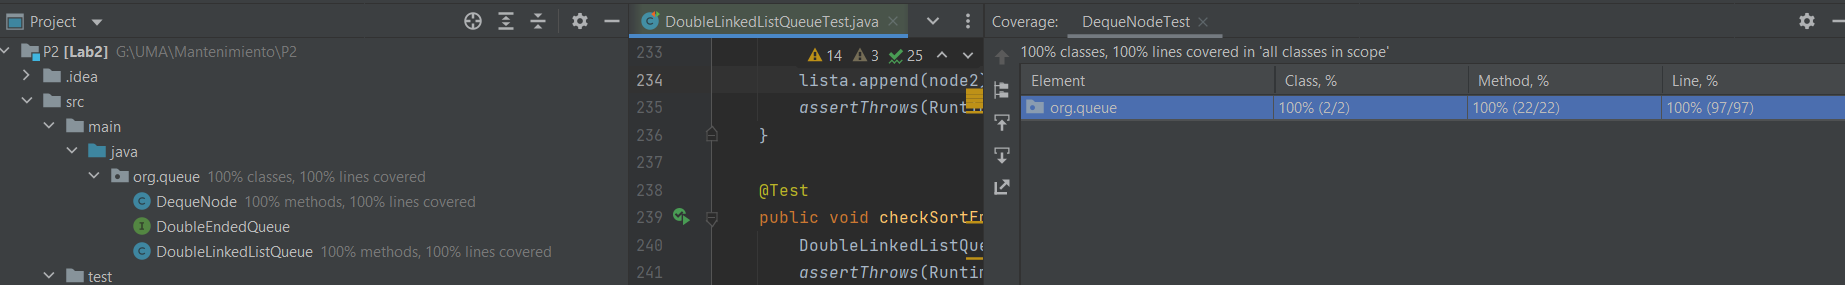 Project
P2 [Lab2] G:\UMA\Mantenimiento\P2
.idea
src
main
java
org.queue 100% classes, 100% lines covered
DequeNode 100% methods, 100% lines covered
DoubleEndedQueue
DoubleLinkedListQueue 100% methods, 100% lines covered
test
DoubleLinkedListQueueTest.java
14 3 25
233
234 lista.append(node2)
235 assertThrows(Runti
236 }
237
238 @Test
239 public void checkSortEm
240 DoubleLinkedListQue
241 assertThrows(Runtim
Coverage: DequeNodeTest
100% classes, 100% lines covered in 'all classes in scope'
Element Class, % Method, % Line, %
org.queue 100% (2/2) 100% (22/22) 100% (97/97)